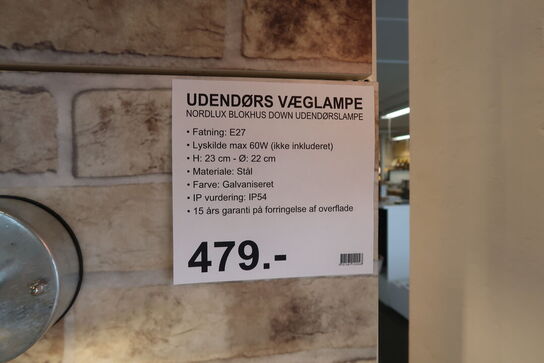 UDENDØRS VÆGLAMPE
NORDLUX BLOKHUS DOWN UDENDØRSLAMPE
• Fatning: E27
• Lyskilde max 60W (ikke inkluderet)
• H: 23 cm - Ø: 22 cm
• Materiale: Stål
• Farve: Galvaniseret
• IP vurdering: IP54
• 15 års garanti på forringelse af overflade
479.-